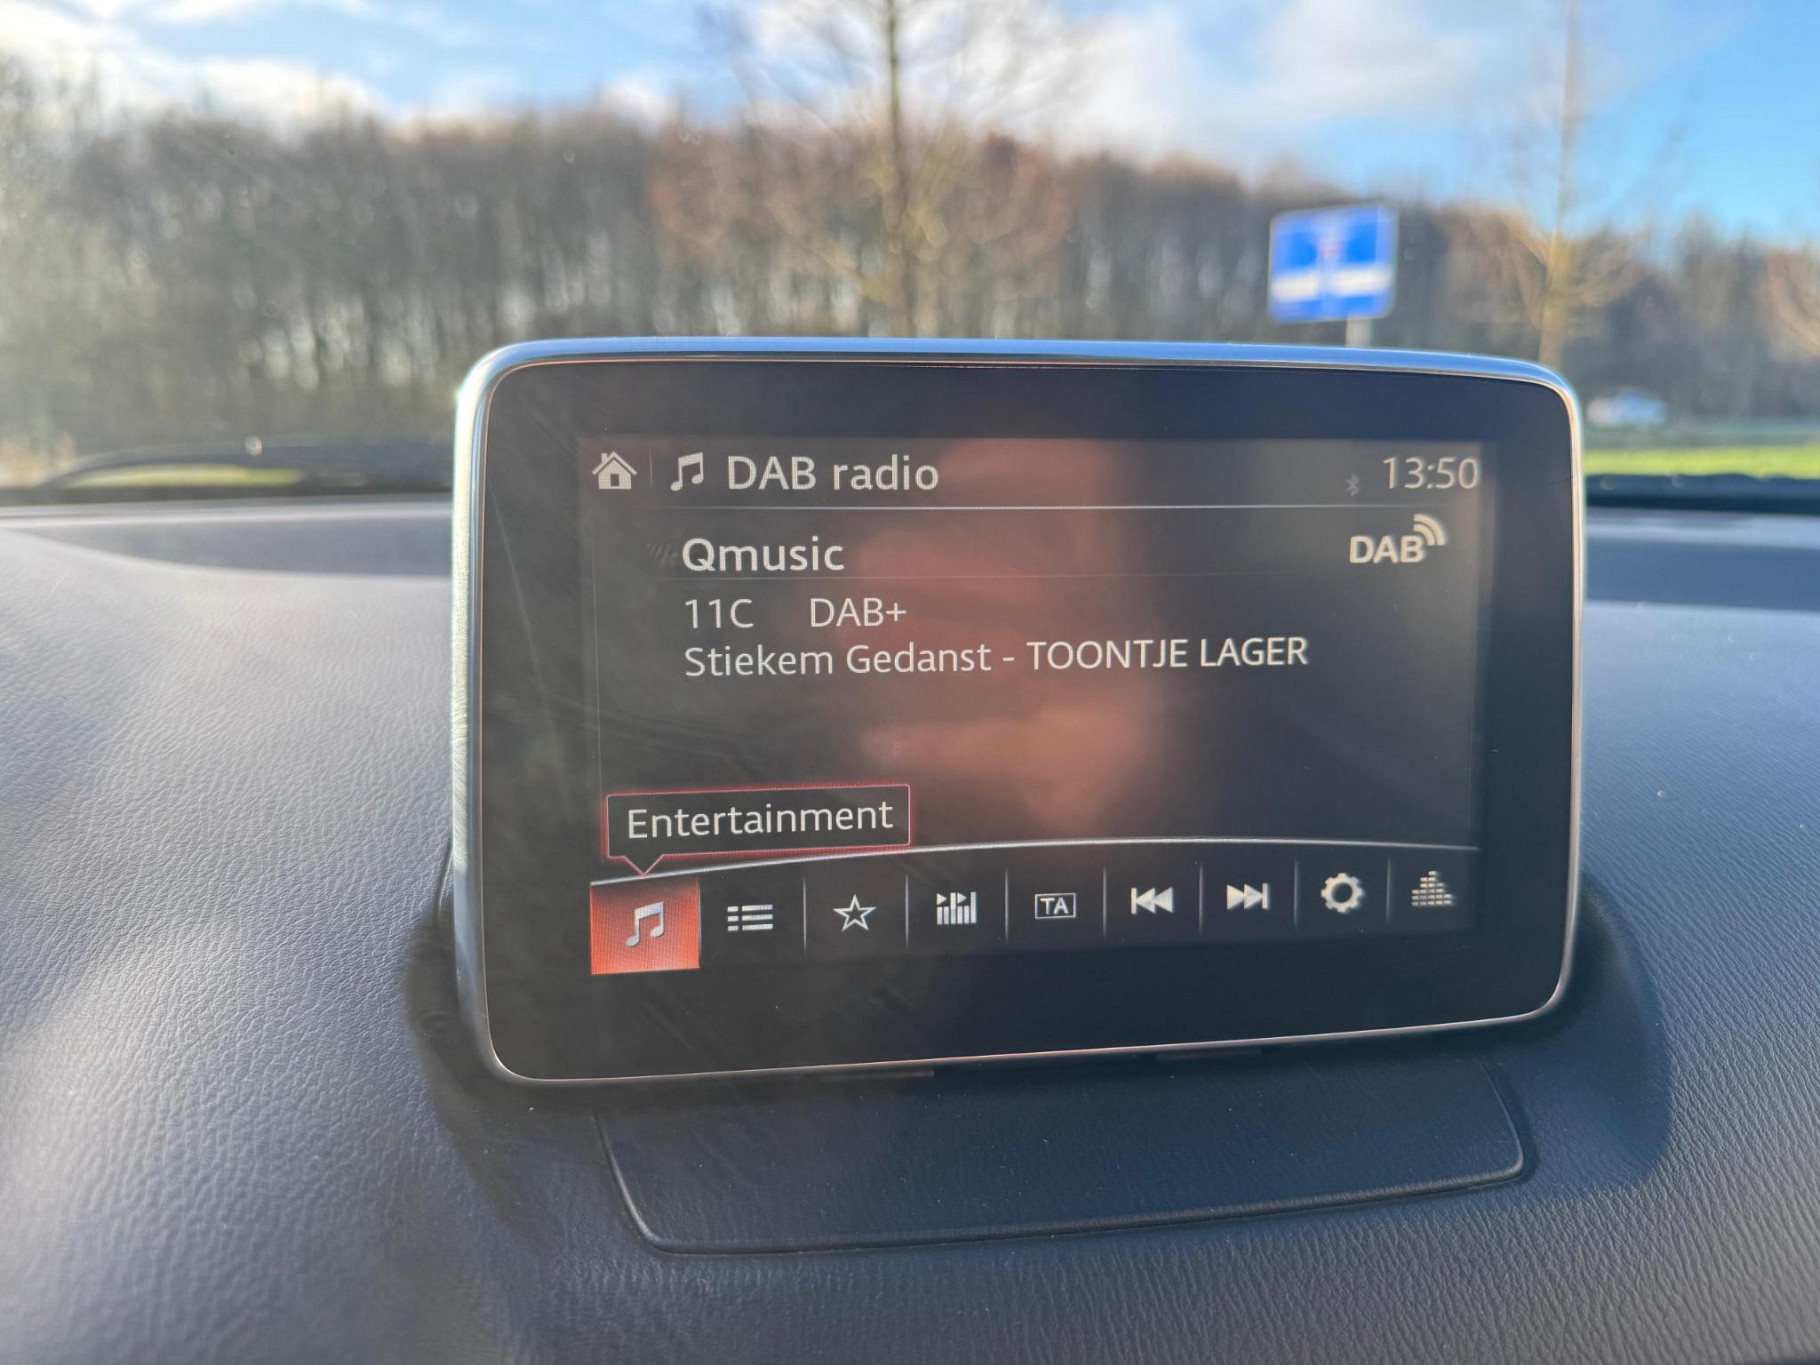 DAB radio
13:50
Qmusic
DAB
11C DAB+
Stiekem Gedanst - TOONTJE LAGER
Entertainment
TA